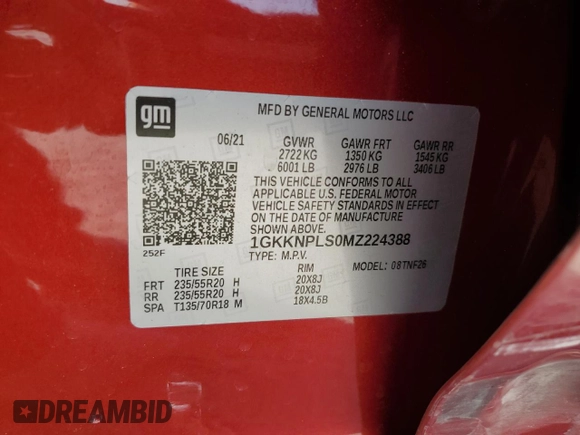 gm
MFD BY GENERAL MOTORS LLC
06/21 GVWR GAWR FRT GAWR RR
2722 KG 1350 KG 1545 KG
6001 LB 2976 LB 3406 LB
THIS VEHICLE CONFORMS TO ALL
APPLICABLE U.S. FEDERAL MOTOR
VEHICLE SAFETY STANDARDS IN EFFECT
ON THE DATE OF MANUFACTURE
SHOWN ABOVE.
1GKKNPLS0MZ224388
252F
TYPE: M.P.V. MODEL: 08TNF26
TIRE SIZE RIM
FRT 235/55R20 H 20X8J
RR 235/55R20 H 20X8J
SPA T135/70R18 M 18X4.5B
DREAMBID